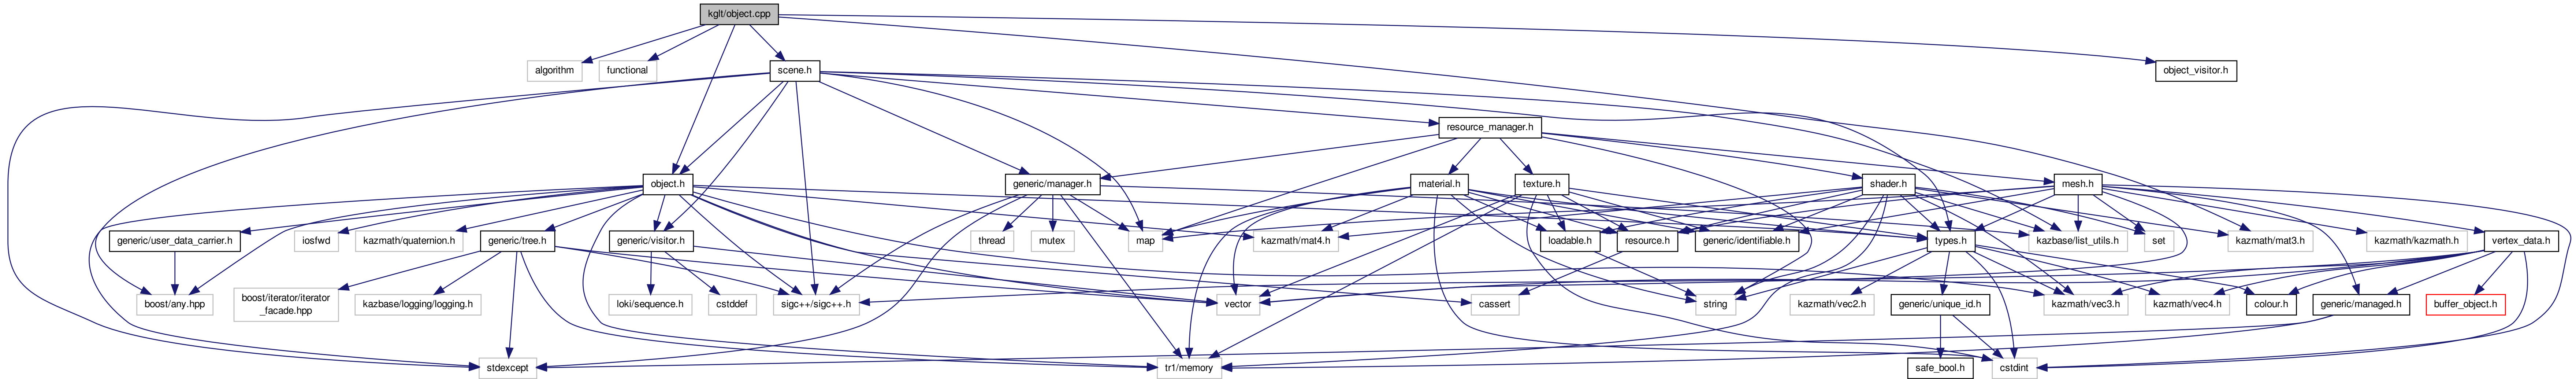 kglt/object.cpp
algorithm
functional
scene.h
object_visitor.h
resource_manager.h
object.h
generic/manager.h
material.h
texture.h
shader.h
mesh.h
generic/user_data_carrier.h
iosfwd
kazmath/quaternion.h
generic/tree.h
generic/visitor.h
thread
mutex
map
kazmath/mat4.h
loadable.h
resource.h
generic/identifiable.h
types.h
kazbase/list_utils.h
set
kazmath/mat3.h
kazmath/kazmath.h
vertex_data.h
boost/any.hpp
boost/iterator/iterator
_facade.hpp
kazbase/logging/logging.h
loki/sequence.h
cstddef
sigc++/sigc++.h
vector
cassert
string
kazmath/vec2.h
generic/unique_id.h
kazmath/vec3.h
kazmath/vec4.h
colour.h
generic/managed.h
buffer_object.h
stdexcept
tr1/memory
safe_bool.h
cstdint